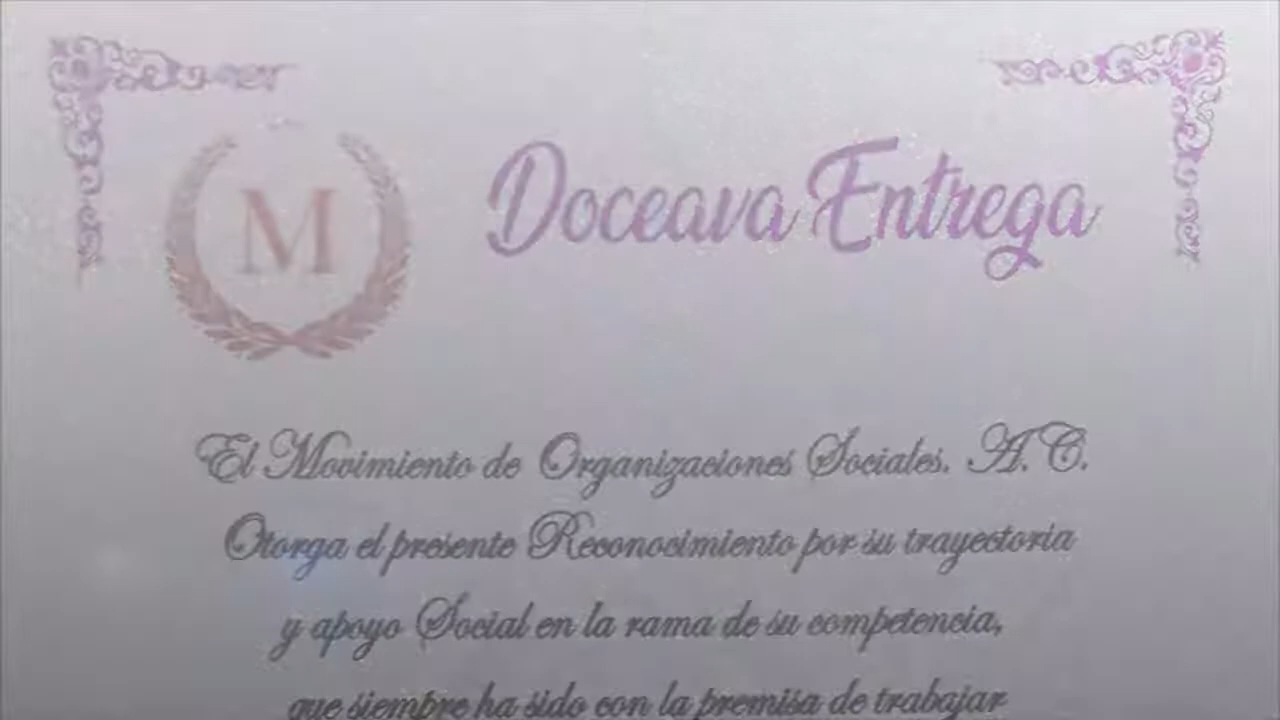 M
Doceava Entrega
El Movimiento de Organizaciones Sociales. A.C.
Otorga el presente Reconocimiento por su trayectoria
y apoyo Social en la rama de su competencia,
que siempre ha sido con la premisa de trabajar